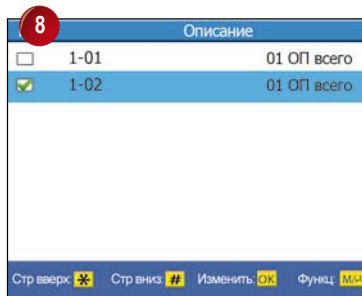 8
Описание
1-01 01 ОП всего
1-02 01 ОП всего
Стр вверх: * Стр вниз: # Изменить: OK Функц: